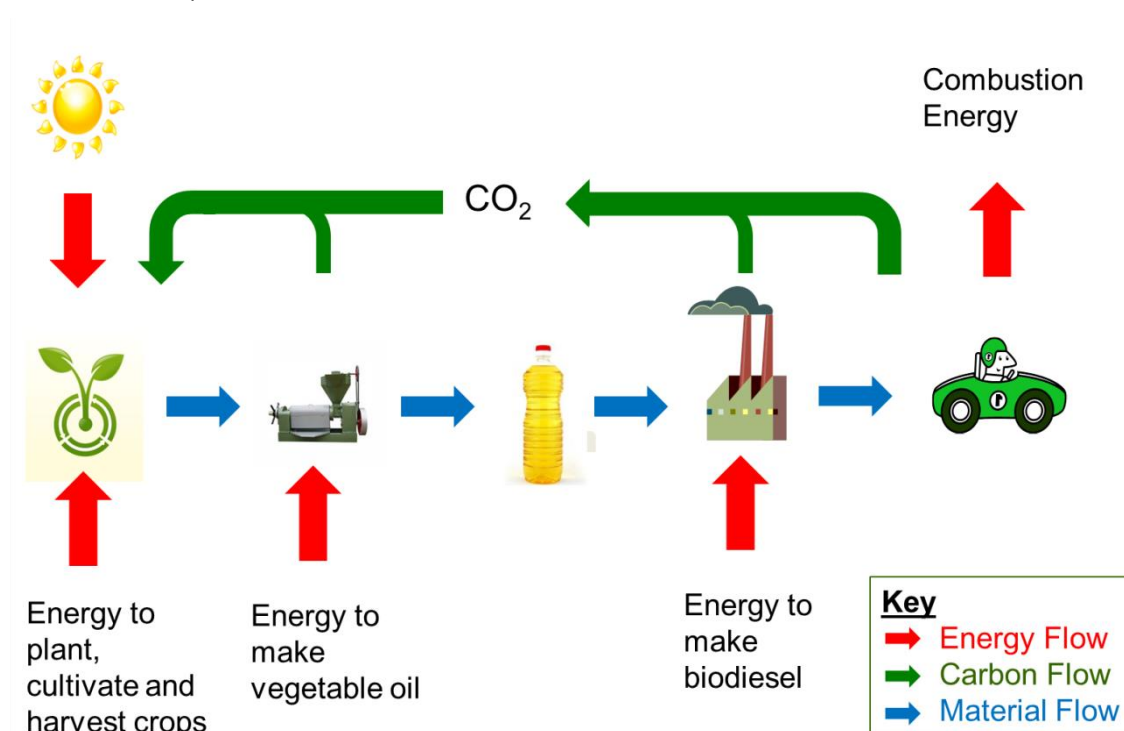 Combustion
Energy
CO₂
Energy to
plant,
cultivate and
harvest crops
Energy to
make
vegetable oil
Energy to
make
biodiesel
Key
Energy Flow
Carbon Flow
Material Flow